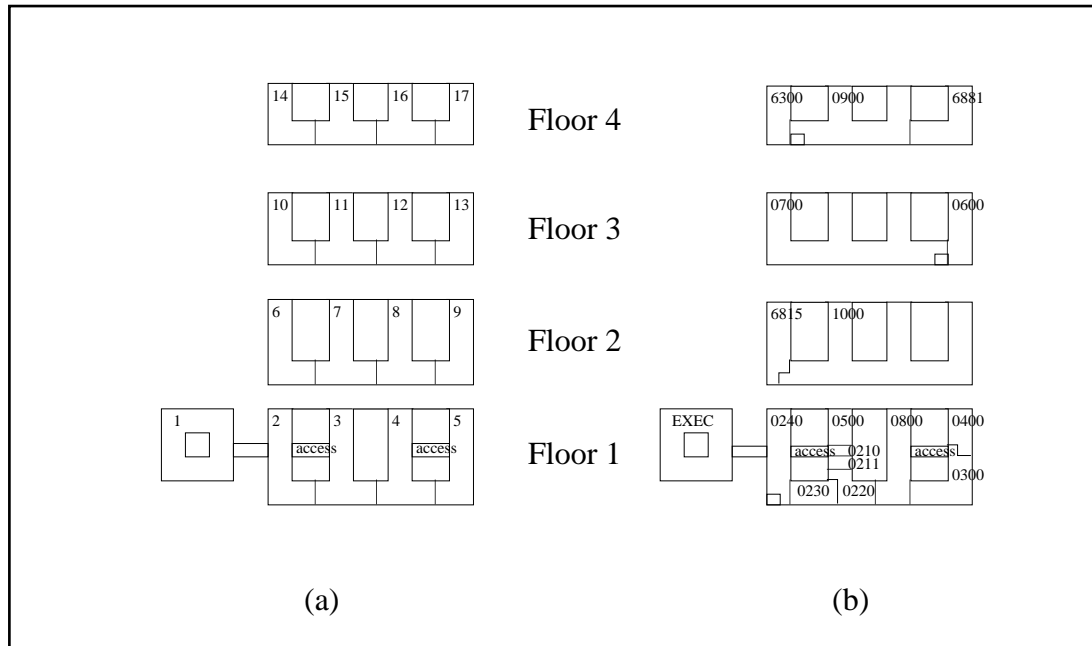 14 15 16 17 Floor 4 6300 0900 6881
10 11 12 13 Floor 3 0700 0600
6 7 8 9 Floor 2 6815 1000
1 2 3 4 5 Floor 1 EXEC 0240 0500 0800 0400
access access access 0210 access
0211
0300
0230 0220
(a) (b)